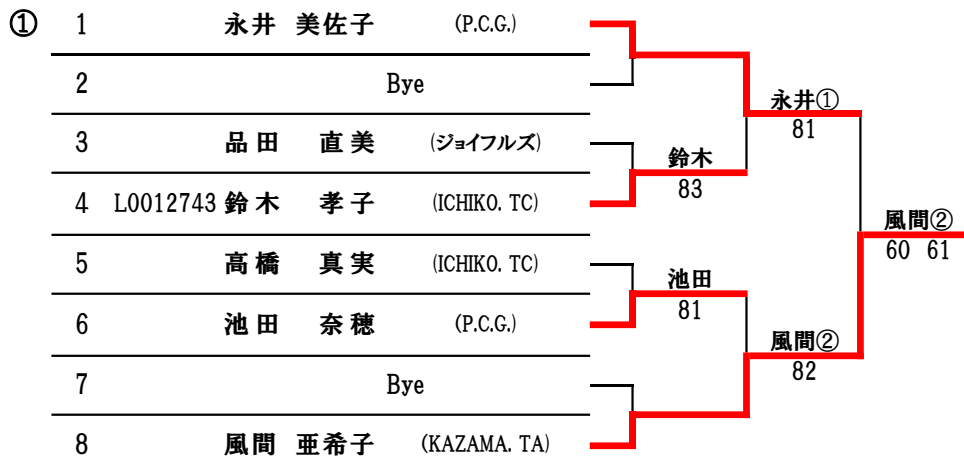 ① 1 永井 美佐子 (P.C.G.)
2 Bye
3 品田 直美 (ジョイフルズ)
4 L0012743 鈴木 孝子 (ICHIKO. TC)
5 高橋 真実 (ICHIKO. TC)
6 池田 奈穂 (P.C.G.)
7 Bye
8 風間 亜希子 (KAZAMA. TA)
鈴木
83
池田
81
永井①
81
風間②
82
風間②
60 61